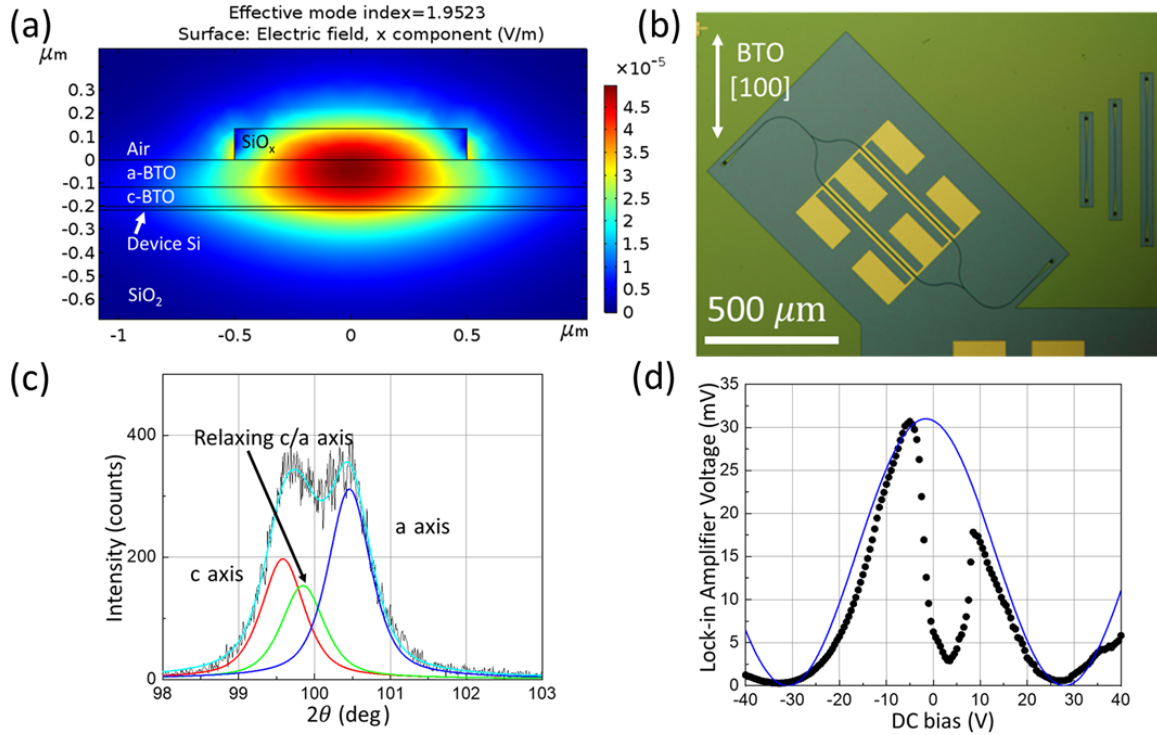 (a)
Effective mode index=1.9523
Surface: Electric field, x component (V/m)
μm
×10⁻⁵
0.3
0.2
0.1
0
-0.1
-0.2
-0.3
-0.4
-0.5
-0.6
SiOₓ
Air
a-BTO
c-BTO
Device Si
SiO₂
-1
-0.5
0
0.5
μm
4.5
4
3.5
3
2.5
2
1.5
1
0.5
0
(b)
BTO
[100]
500 μm
(c)
Intensity (counts)
400
200
0
Relaxing c/a axis
a axis
c axis
98 99 100 101 102 103
2θ (deg)
(d)
Lock-in Amplifier Voltage (mV)
35
30
25
20
15
10
5
0
-40 -30 -20 -10 0 10 20 30 40
DC bias (V)